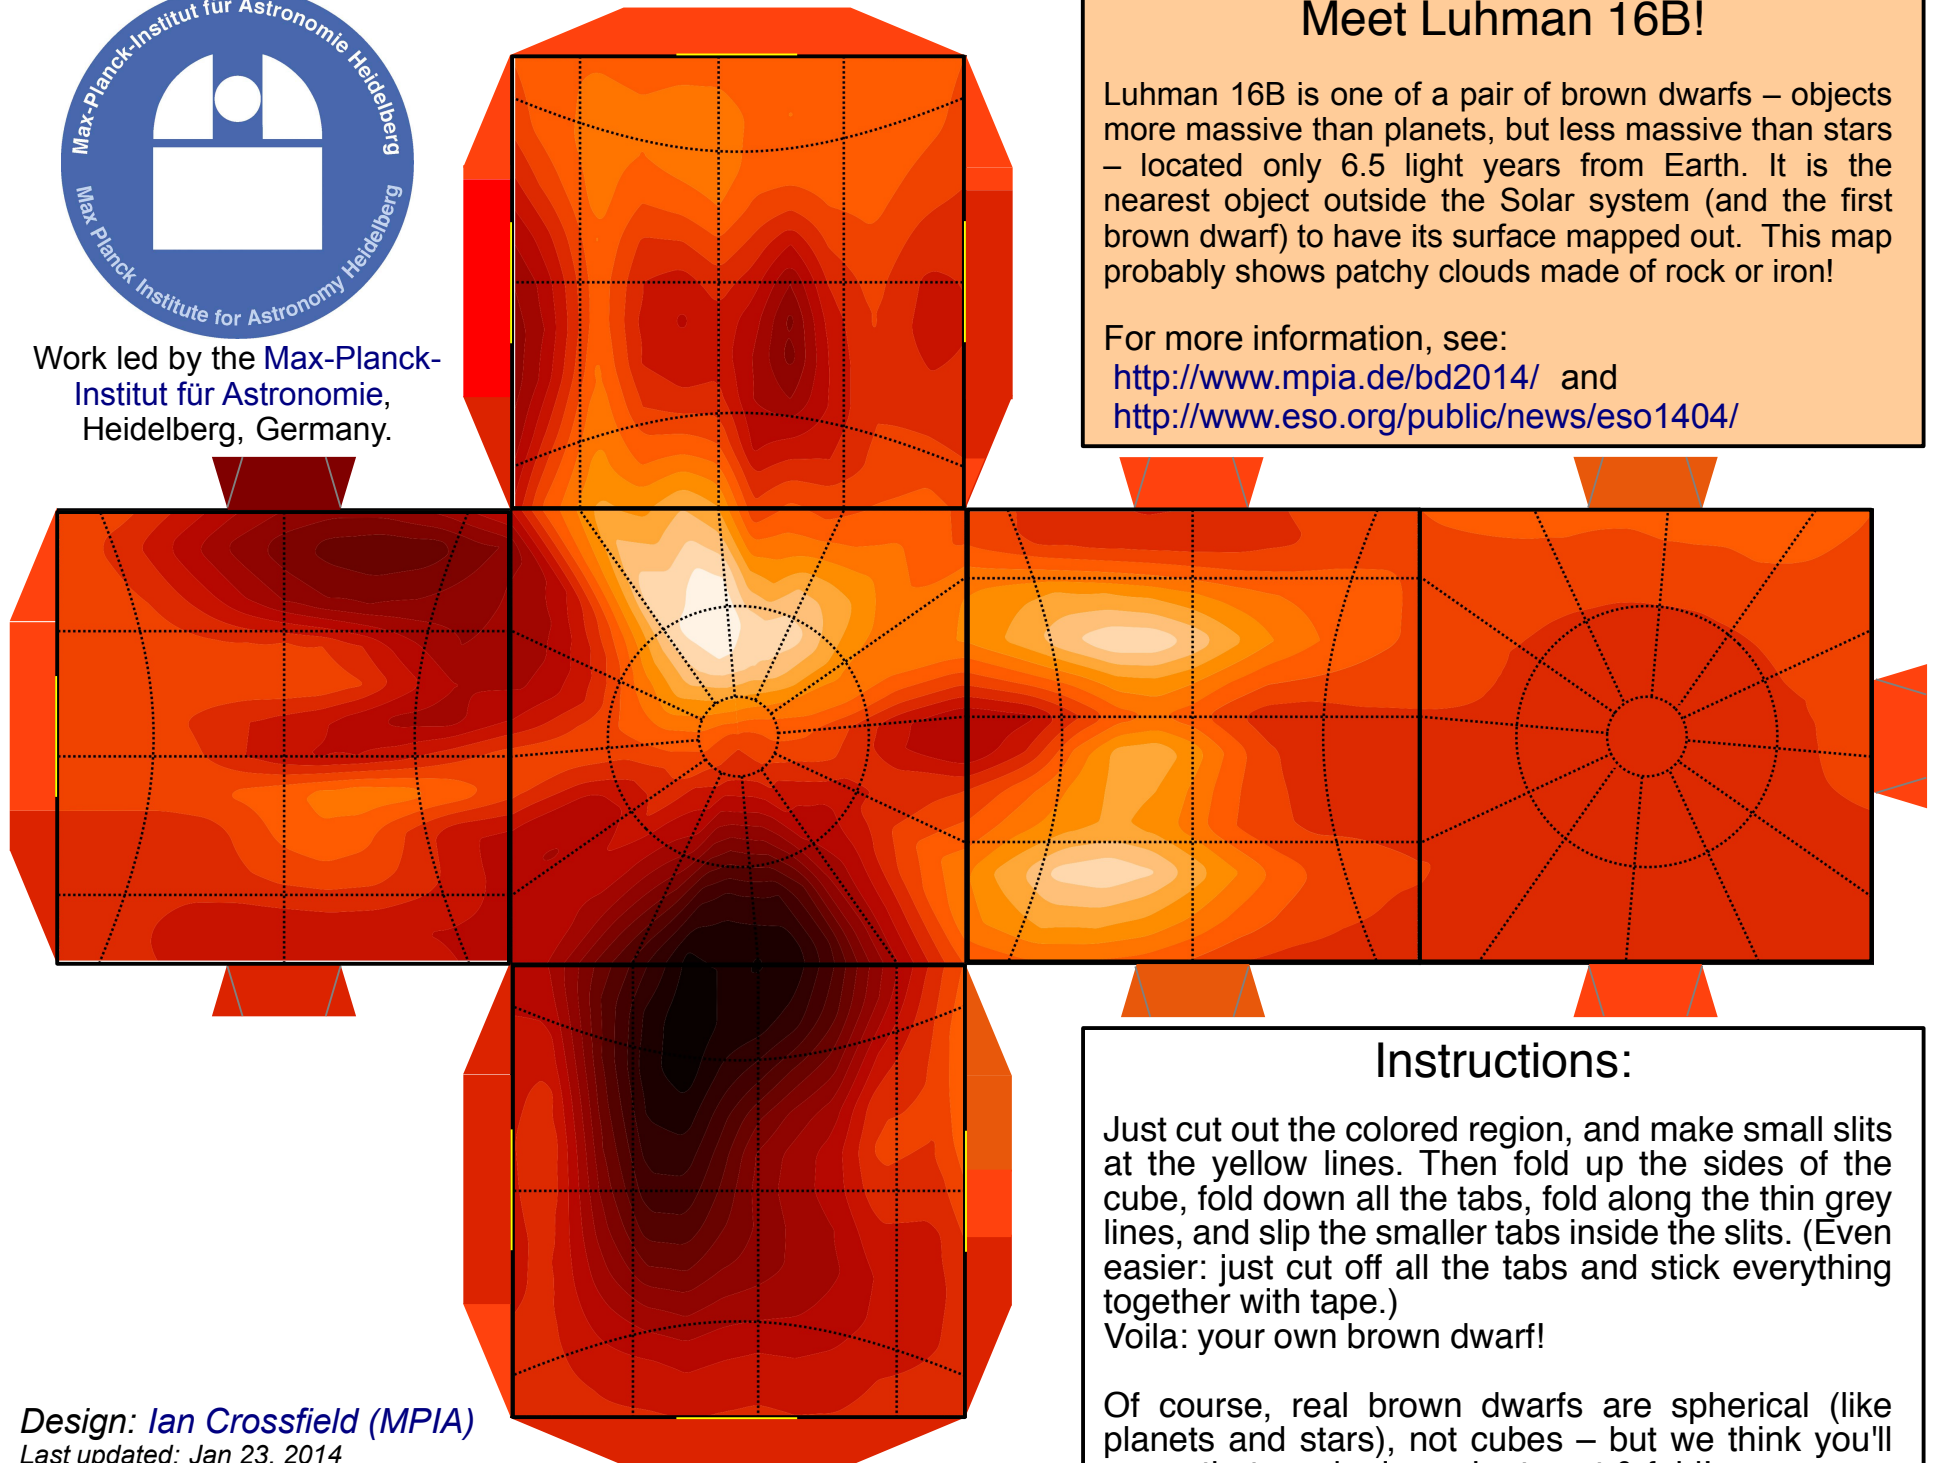 Max-Planck-Institut für Astronomie Heidelberg
Max Planck Institute for Astronomy Heidelberg
Work led by the Max-Planck-
Institut für Astronomie,
Heidelberg, Germany.
Meet Luhman 16B!
Luhman 16B is one of a pair of brown dwarfs – objects
more massive than planets, but less massive than stars
– located only 6.5 light years from Earth. It is the
nearest object outside the Solar system (and the first
brown dwarf) to have its surface mapped out. This map
probably shows patchy clouds made of rock or iron!
For more information, see:
http://www.mpia.de/bd2014/ and
http://www.eso.org/public/news/eso1404/
Instructions:
Just cut out the colored region, and make small slits
at the yellow lines. Then fold up the sides of the
cube, fold down all the tabs, fold along the thin grey
lines, and slip the smaller tabs inside the slits. (Even
easier: just cut off all the tabs and stick everything
together with tape.)
Voila: your own brown dwarf!
Of course, real brown dwarfs are spherical (like
planets and stars), not cubes – but we think you'll
Design: Ian Crossfield (MPIA)
Last updated: Jan 23, 2014